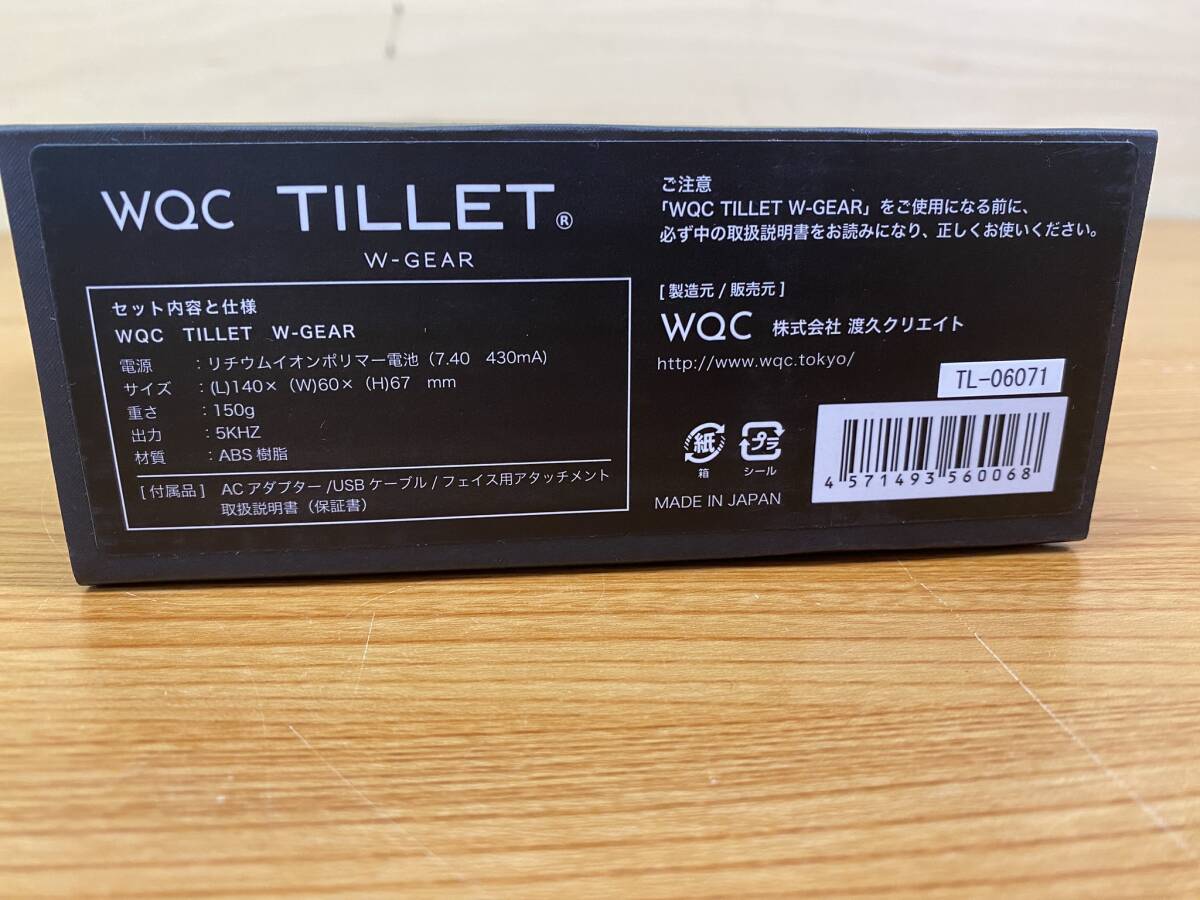 WQC TILLET®
W-GEAR
セット内容と仕様
WQC TILLET W-GEAR
電源 :リチウムイオンポリマー電池(7.40 430mA)
サイズ :(L)140×(W)60×(H)67 mm
重さ :150g
出力 :5KHZ
材質 :ABS 樹脂
[付属品] AC アダプター /USB ケーブル / フェイス用アタッチメント
取扱説明書(保証書)
ご注意
「WQC TILLET W-GEAR」をご使用になる前に、
必ず中の取扱説明書をお読みになり、正しくお使いください。
[ 製造元 / 販売元 ]
WQC 株式会社 渡久クリエイト
http://www.wqc.tokyo/
TL-06071
紙
箱
プラ
シール
4 571493 560068
MADE IN JAPAN